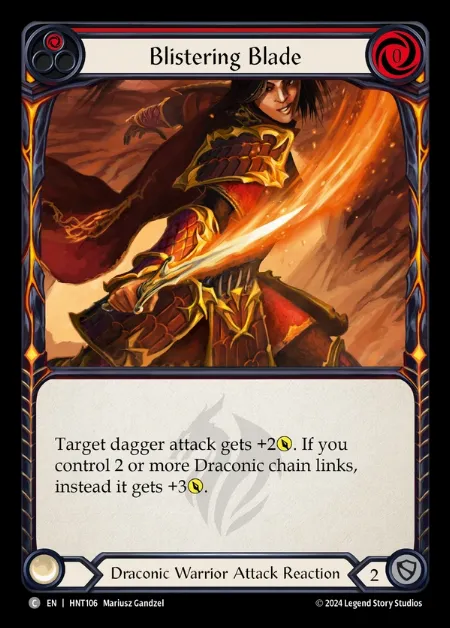 Blistering Blade
0
Target dagger attack gets +2. If you
control 2 or more Draconic chain links,
instead it gets +3.
Draconic Warrior Attack Reaction
2
C EN | HNT106 Mariusz Gandzel
© 2024 Legend Story Studios